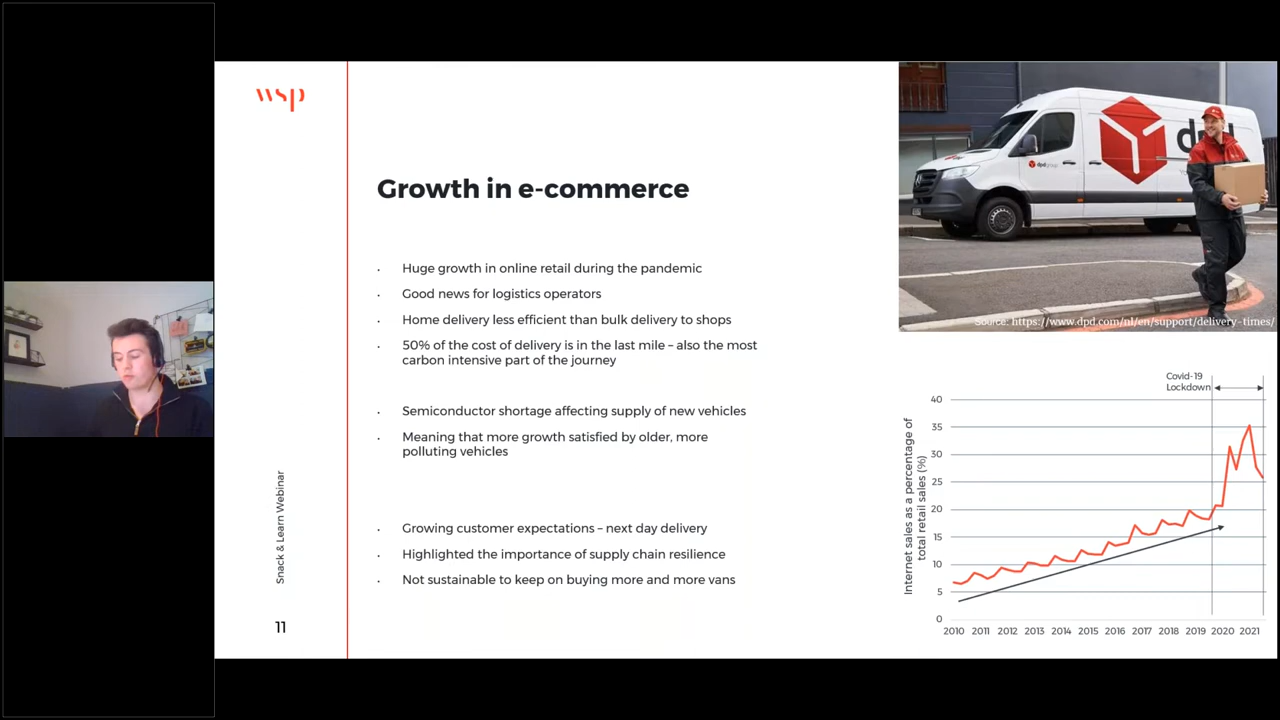 wsp
Growth in e-commerce
· Huge growth in online retail during the pandemic
· Good news for logistics operators
· Home delivery less efficient than bulk delivery to shops
· 50% of the cost of delivery is in the last mile – also the most
carbon intensive part of the journey
· Semiconductor shortage affecting supply of new vehicles
· Meaning that more growth satisfied by older, more
polluting vehicles
· Growing customer expectations – next day delivery
· Highlighted the importance of supply chain resilience
· Not sustainable to keep on buying more and more vans
Snack & Learn Webinar
11
dpd
dpdgroup
Source: https://www.dpd.com/nl/en/support/delivery-times/
Covid-19
Lockdown
Internet sales as a percentage of
total retail sales (%)
40
35
30
25
20
15
10
5
0
2010 2011 2012 2013 2014 2015 2016 2017 2018 2019 2020 2021